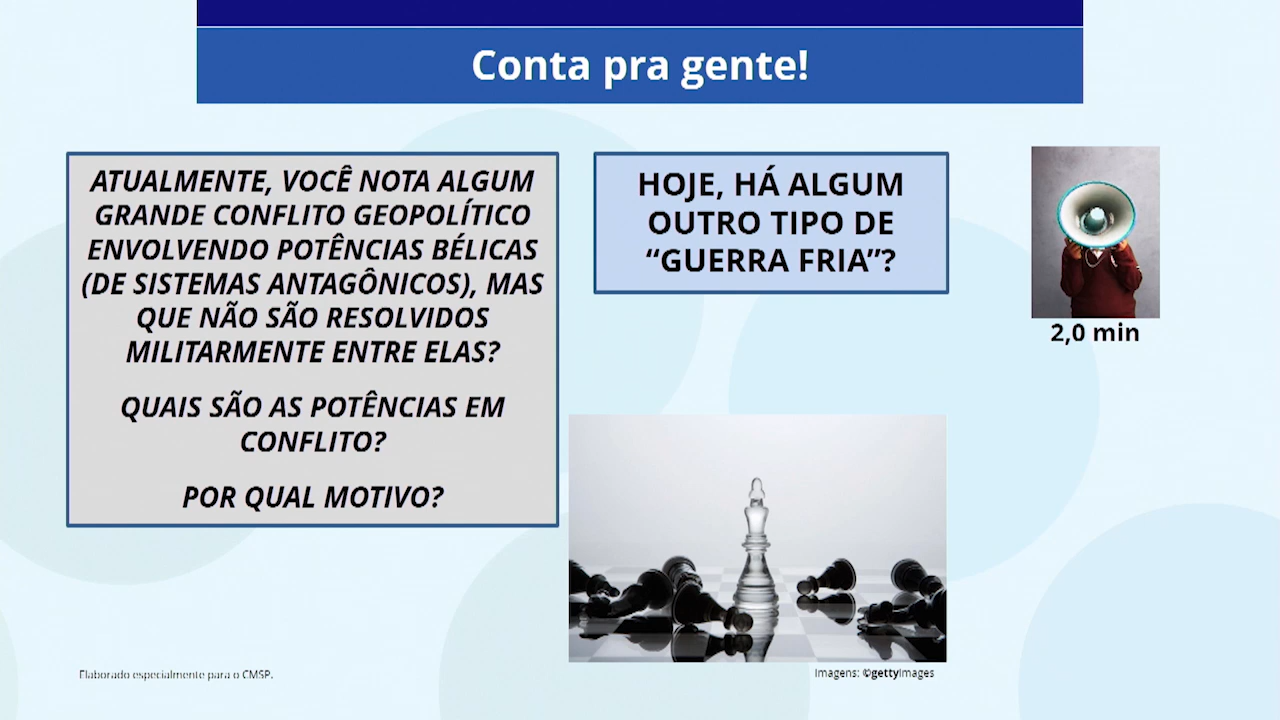 Conta pra gente!
ATUALMENTE, VOCÊ NOTA ALGUM
GRANDE CONFLITO GEOPOLÍTICO
ENVOLVENDO POTÊNCIAS BÉLICAS
(DE SISTEMAS ANTAGÔNICOS), MAS
QUE NÃO SÃO RESOLVIDOS
MILITARMENTE ENTRE ELAS?
QUAIS SÃO AS POTÊNCIAS EM
CONFLITO?
POR QUAL MOTIVO?
HOJE, HÁ ALGUM
OUTRO TIPO DE
“GUERRA FRIA”?
2,0 min
Elaborado especialmente para o CMSP.
Imagens: ©gettyimages